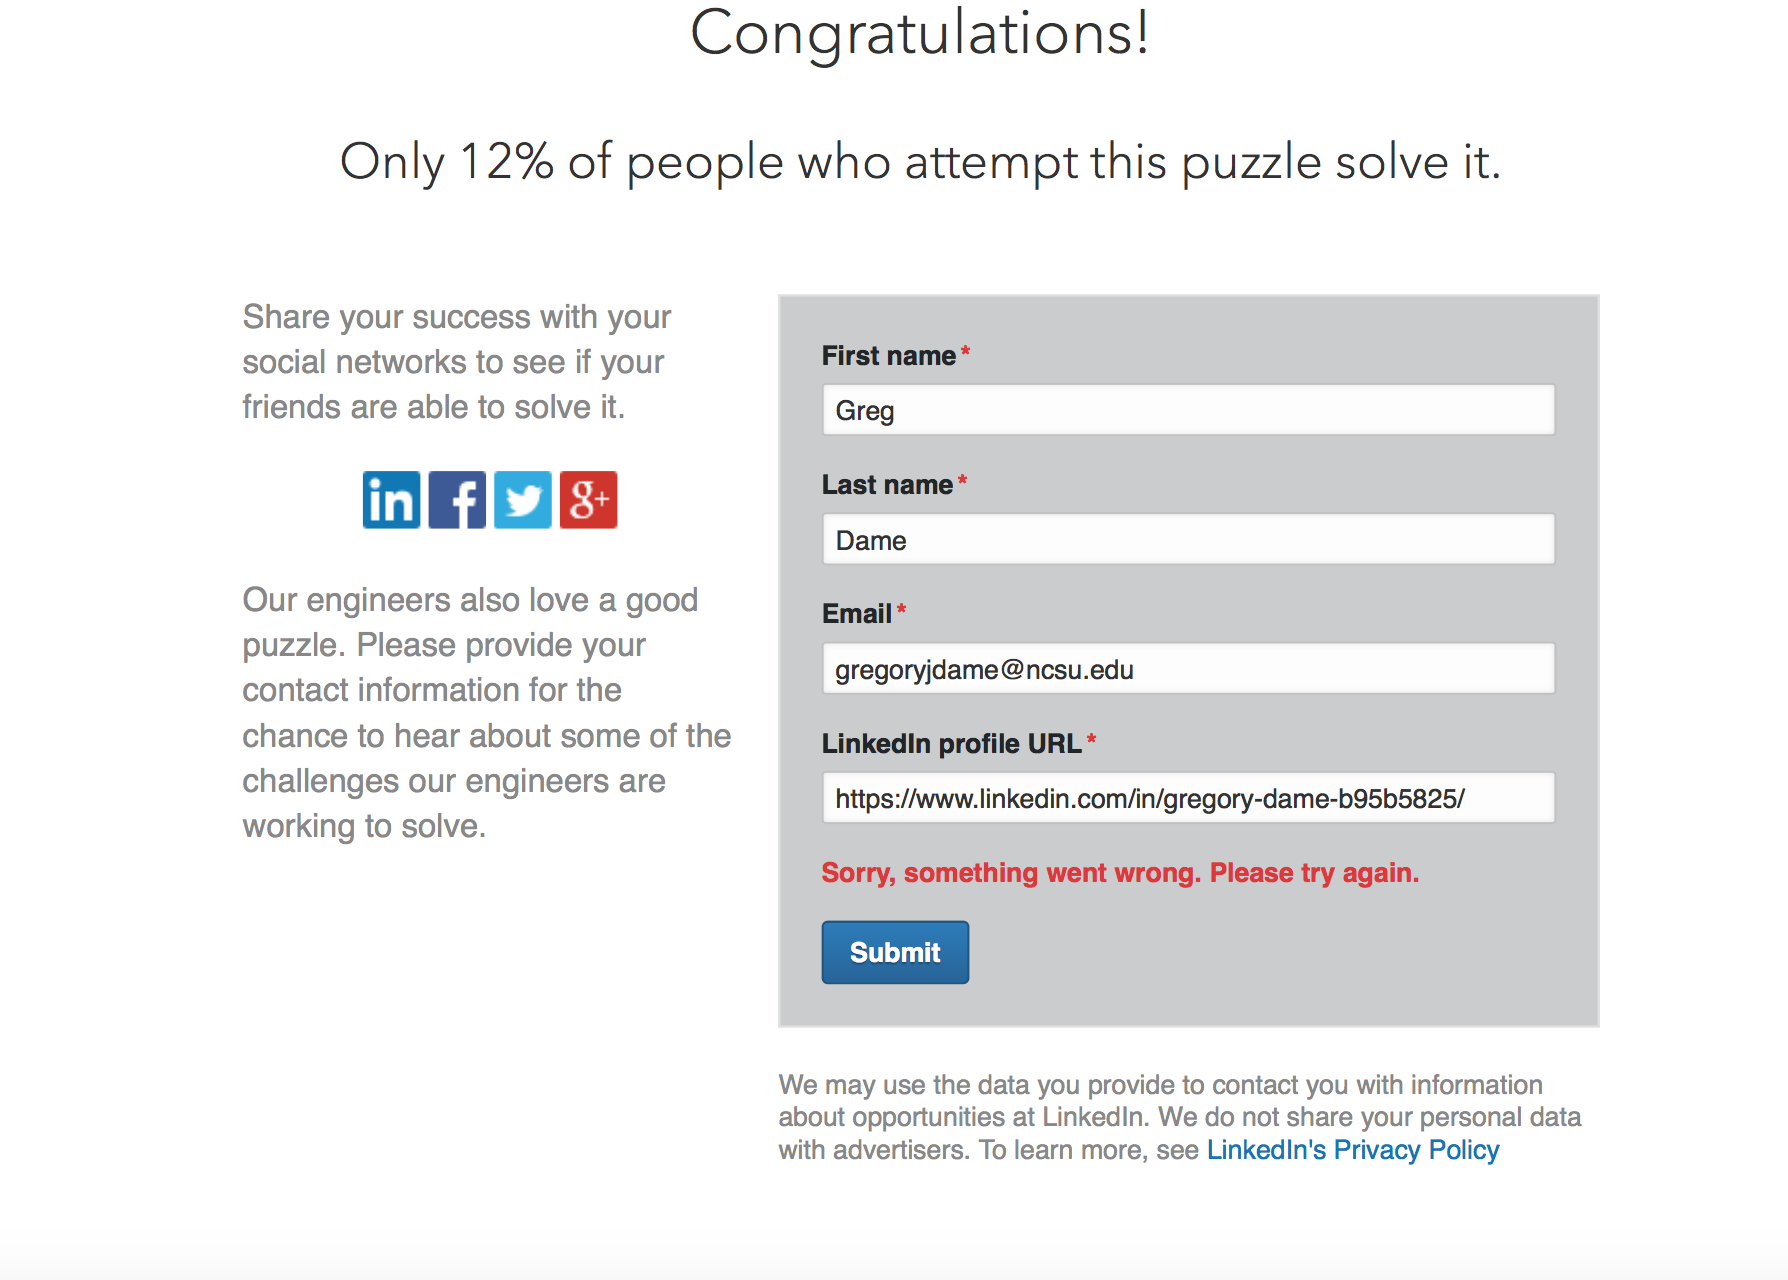 Congratulations!
Only 12% of people who attempt this puzzle solve it.
Share your success with your
social networks to see if your
friends are able to solve it.
in f g+
Our engineers also love a good
puzzle. Please provide your
contact information for the
chance to hear about some of the
challenges our engineers are
working to solve.
First name*
Greg
Last name*
Dame
Email*
gregoryjdame@ncsu.edu
LinkedIn profile URL*
https://www.linkedin.com/in/gregory-dame-b95b5825/
Sorry, something went wrong. Please try again.
Submit
We may use the data you provide to contact you with information
about opportunities at LinkedIn. We do not share your personal data
with advertisers. To learn more, see LinkedIn's Privacy Policy